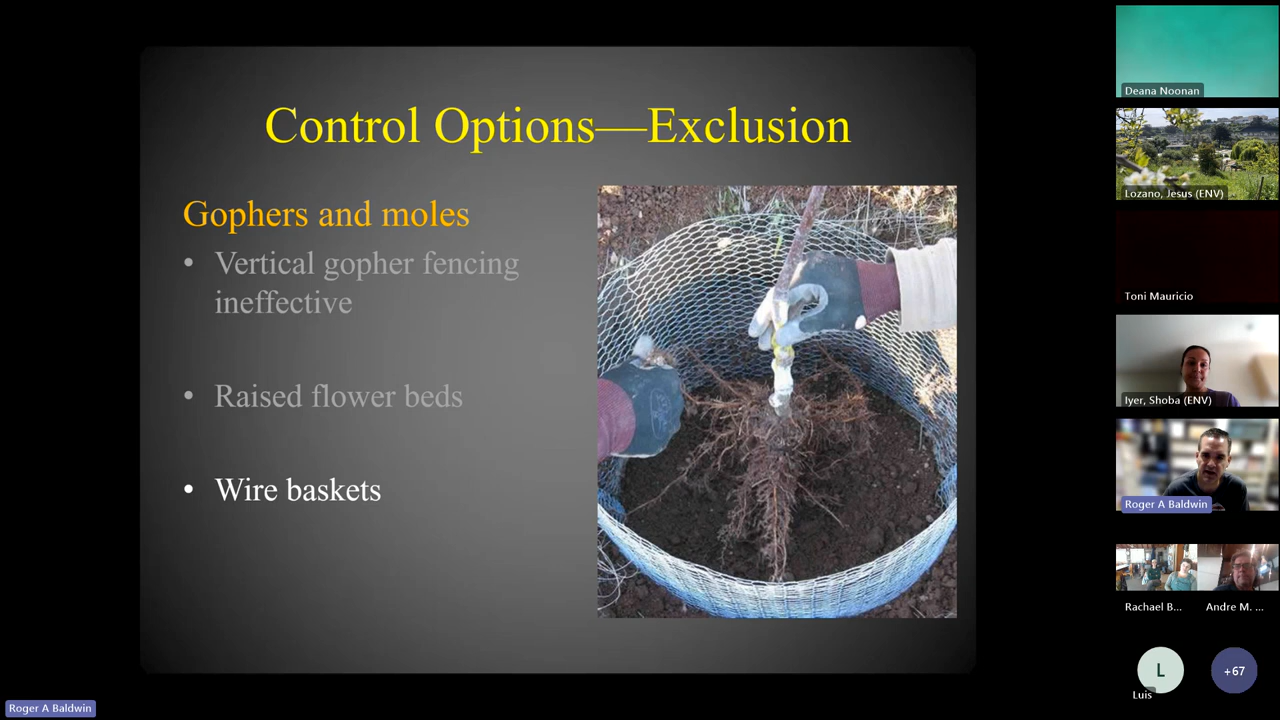 Control Options—Exclusion
Gophers and moles
• Vertical gopher fencing
ineffective
• Raised flower beds
• Wire baskets
Deana Noonan
Lozano, Jesus (ENV)
Toni Mauricio
Iyer, Shoba (ENV)
Roger A Baldwin
Rachael B...
Andre M. ...
L
Luis
+67
Roger A Baldwin